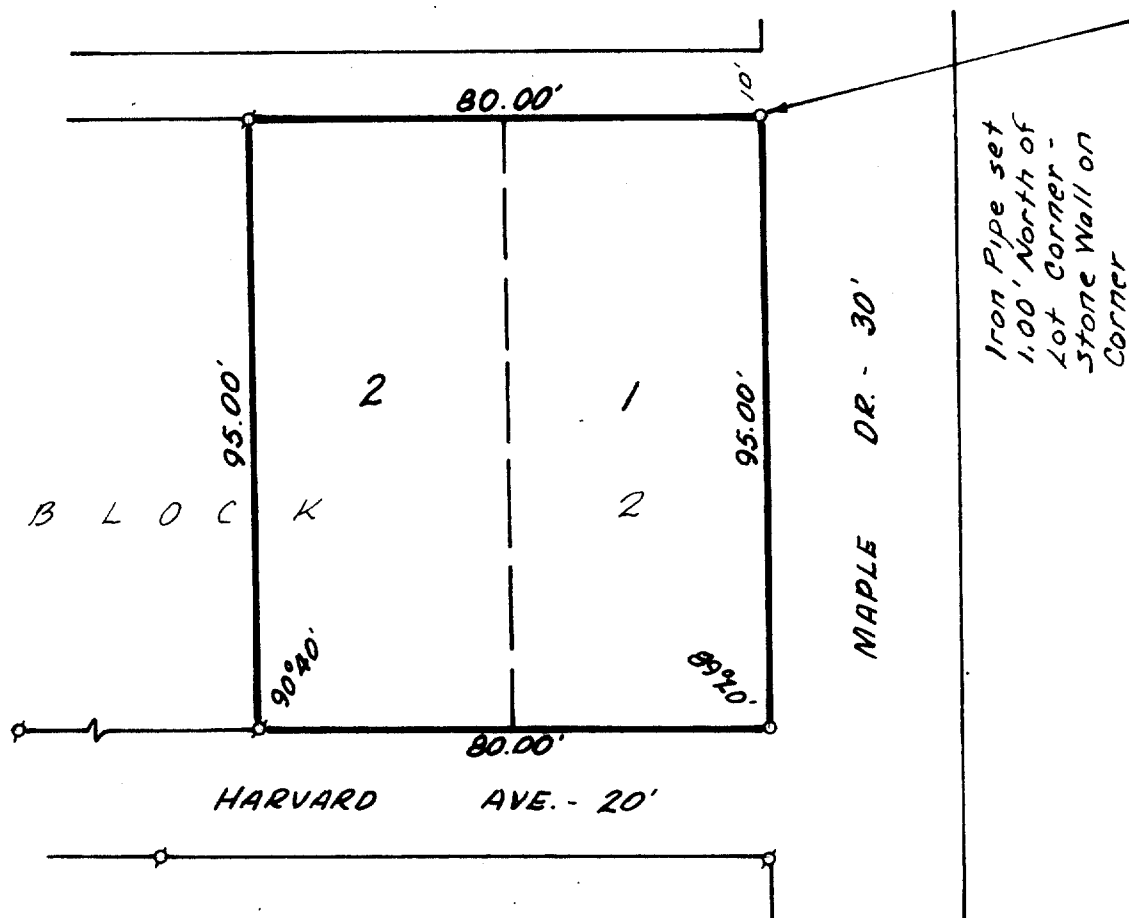 80.00'
10'
Iron Pipe set
1.00' North of
Lot Corner -
Stone Wall on
Corner
95.00'
2
1
95.00'
MAPLE DR. - 30'
BLOCK 2
90°40'
89°20'
80.00'
HARVARD AVE. - 20'